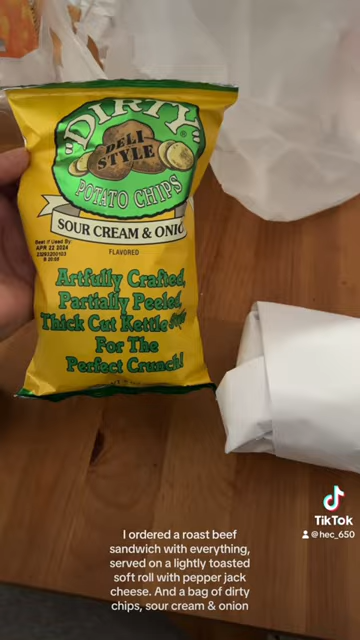 DIRTY®
DELI
STYLE
POTATO CHIPS
SOUR CREAM & ONIO
FLAVORED
Best if Used By:
APR 22 2024
Artfully Crafted,
Partially Peeled,
Thick Cut Kettle
For The
Perfect Crunch!
TikTok
@hec_650
I ordered a roast beef
sandwich with everything,
served on a lightly toasted
soft roll with pepper jack
cheese. And a bag of dirty
chips, sour cream & onion